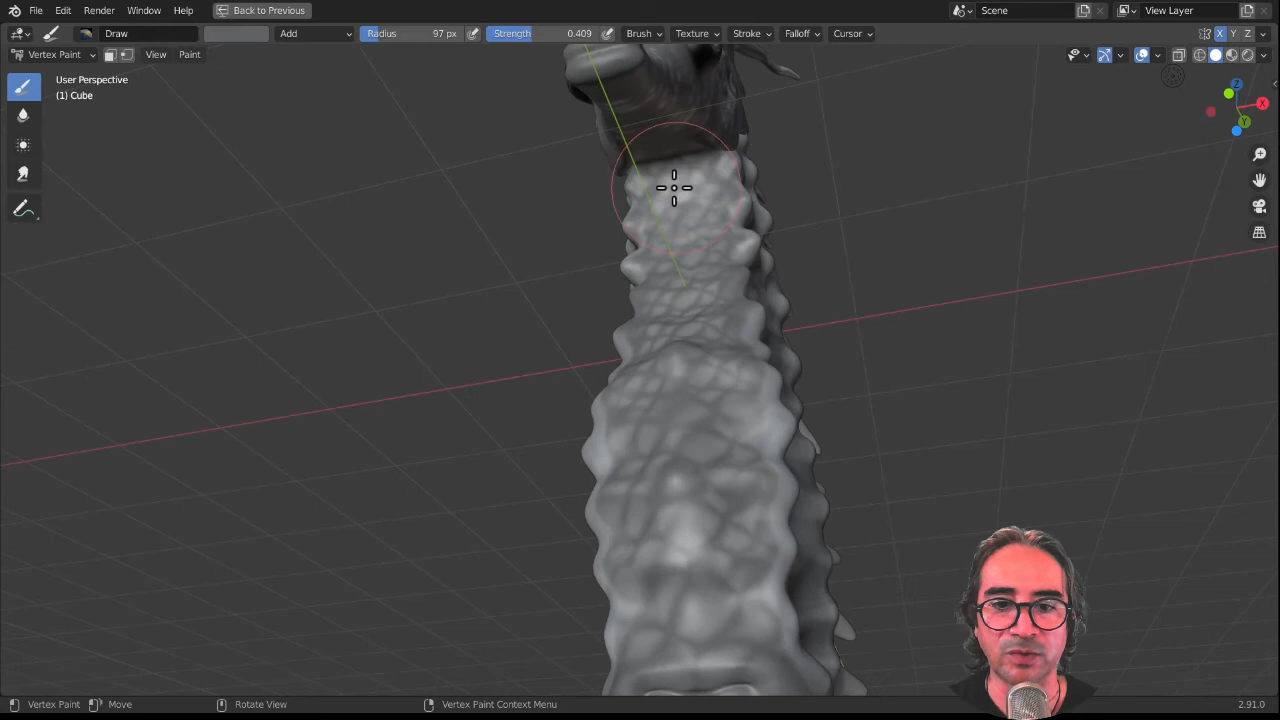 File Edit Render Window Help Back to Previous Scene View Layer
Draw Add Radius 97 px Strength 0.409 Brush Texture Stroke Falloff Cursor X Y Z
Vertex Paint View Paint
User Perspective
(1) Cube
Z
X
Y
Vertex Paint Move Rotate View Vertex Paint Context Menu 2.91.0